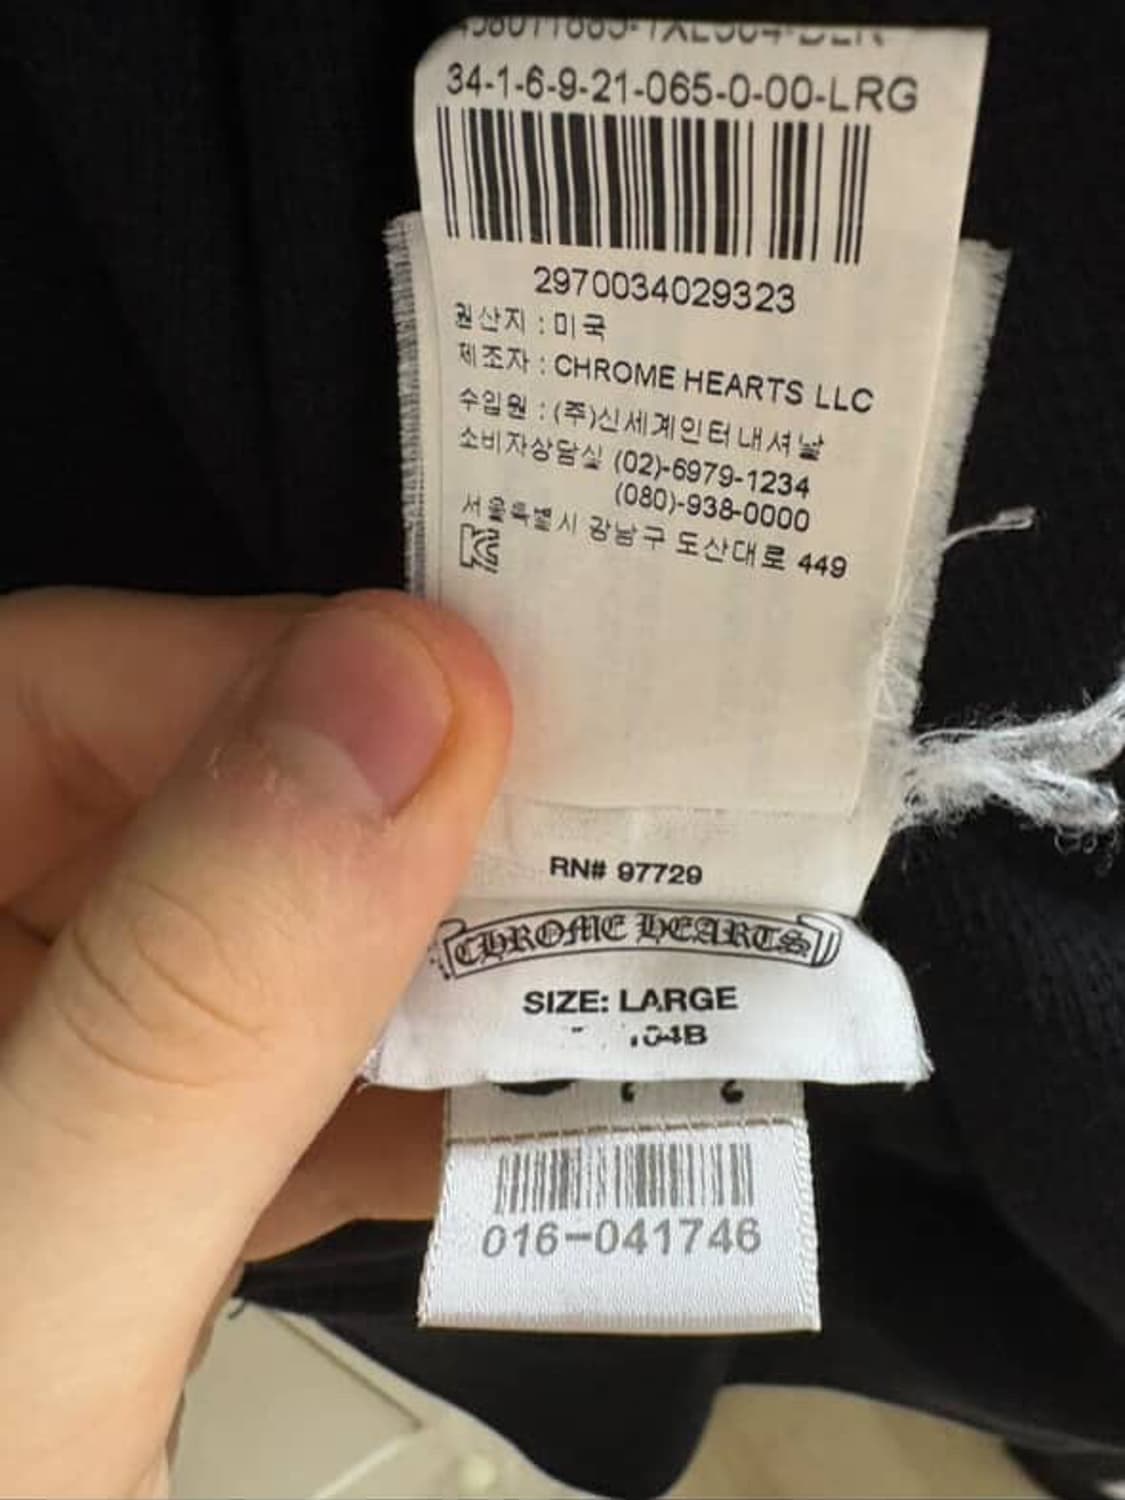 34-1-6-9-21-065-0-00-LRG
2970034029323
원산지 : 미국
제조자 : CHROME HEARTS LLC
수입원 : (주)신세계인터내셔날
소비자상담실 (02)-6979-1234
(080)-938-0000
서울특별시 강남구 도산대로 449
RN# 97729
CHROME HEARTS
SIZE: LARGE
016-041746